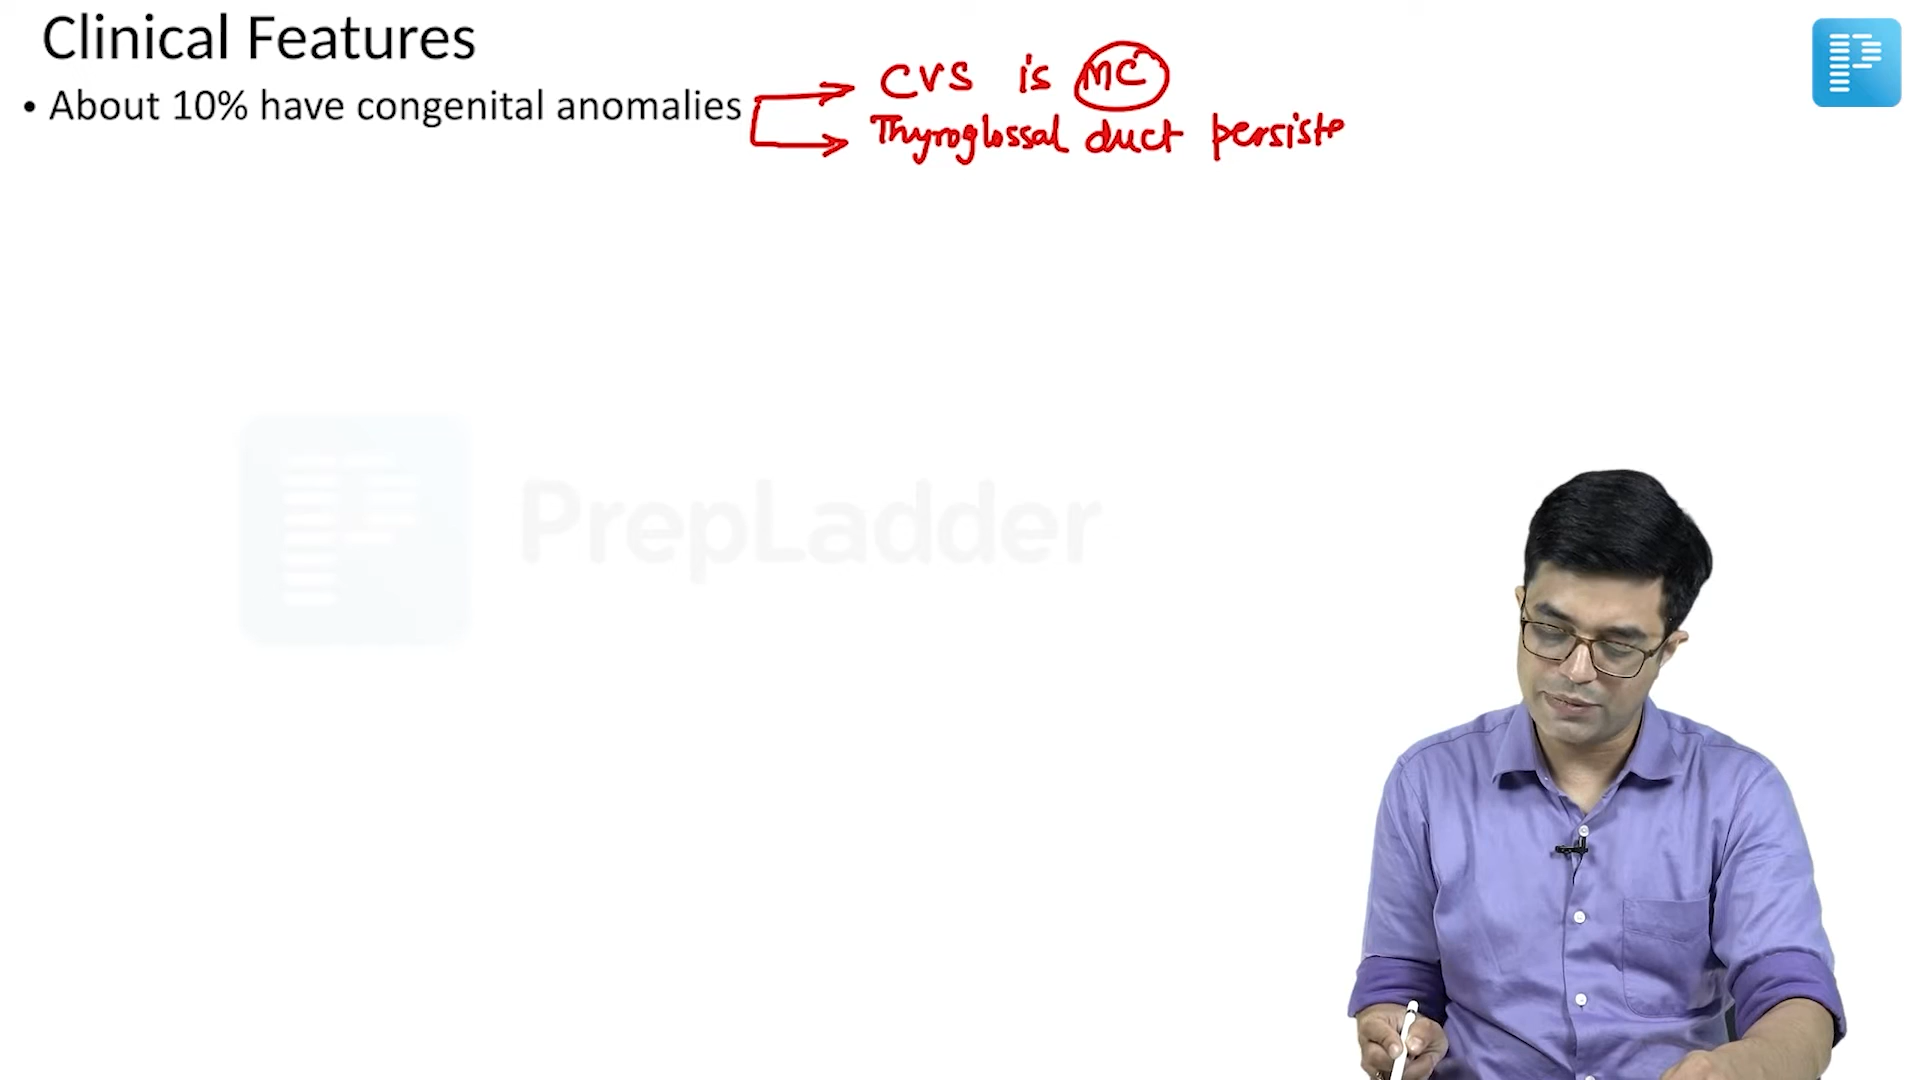 Clinical Features
• About 10% have congenital anomalies
CVS is MC
Thyroglossal duct persiste
PrepLadder